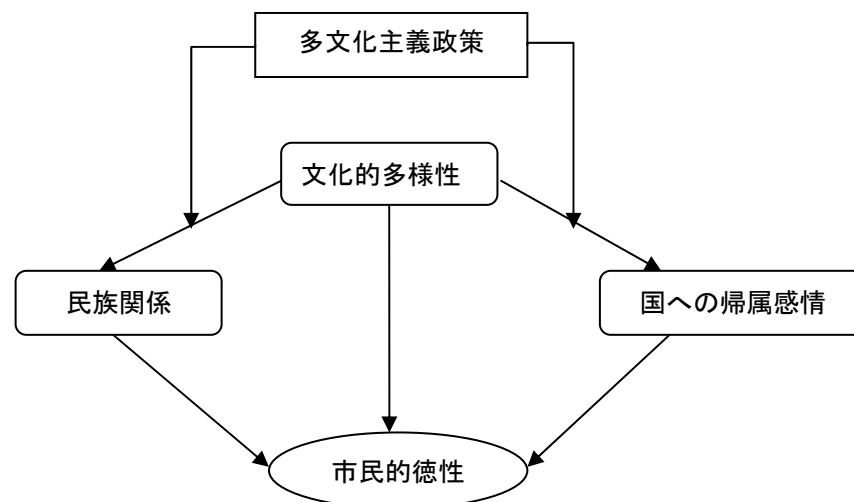 多文化主義政策
文化的多様性
民族関係
国への帰属感情
市民的徳性